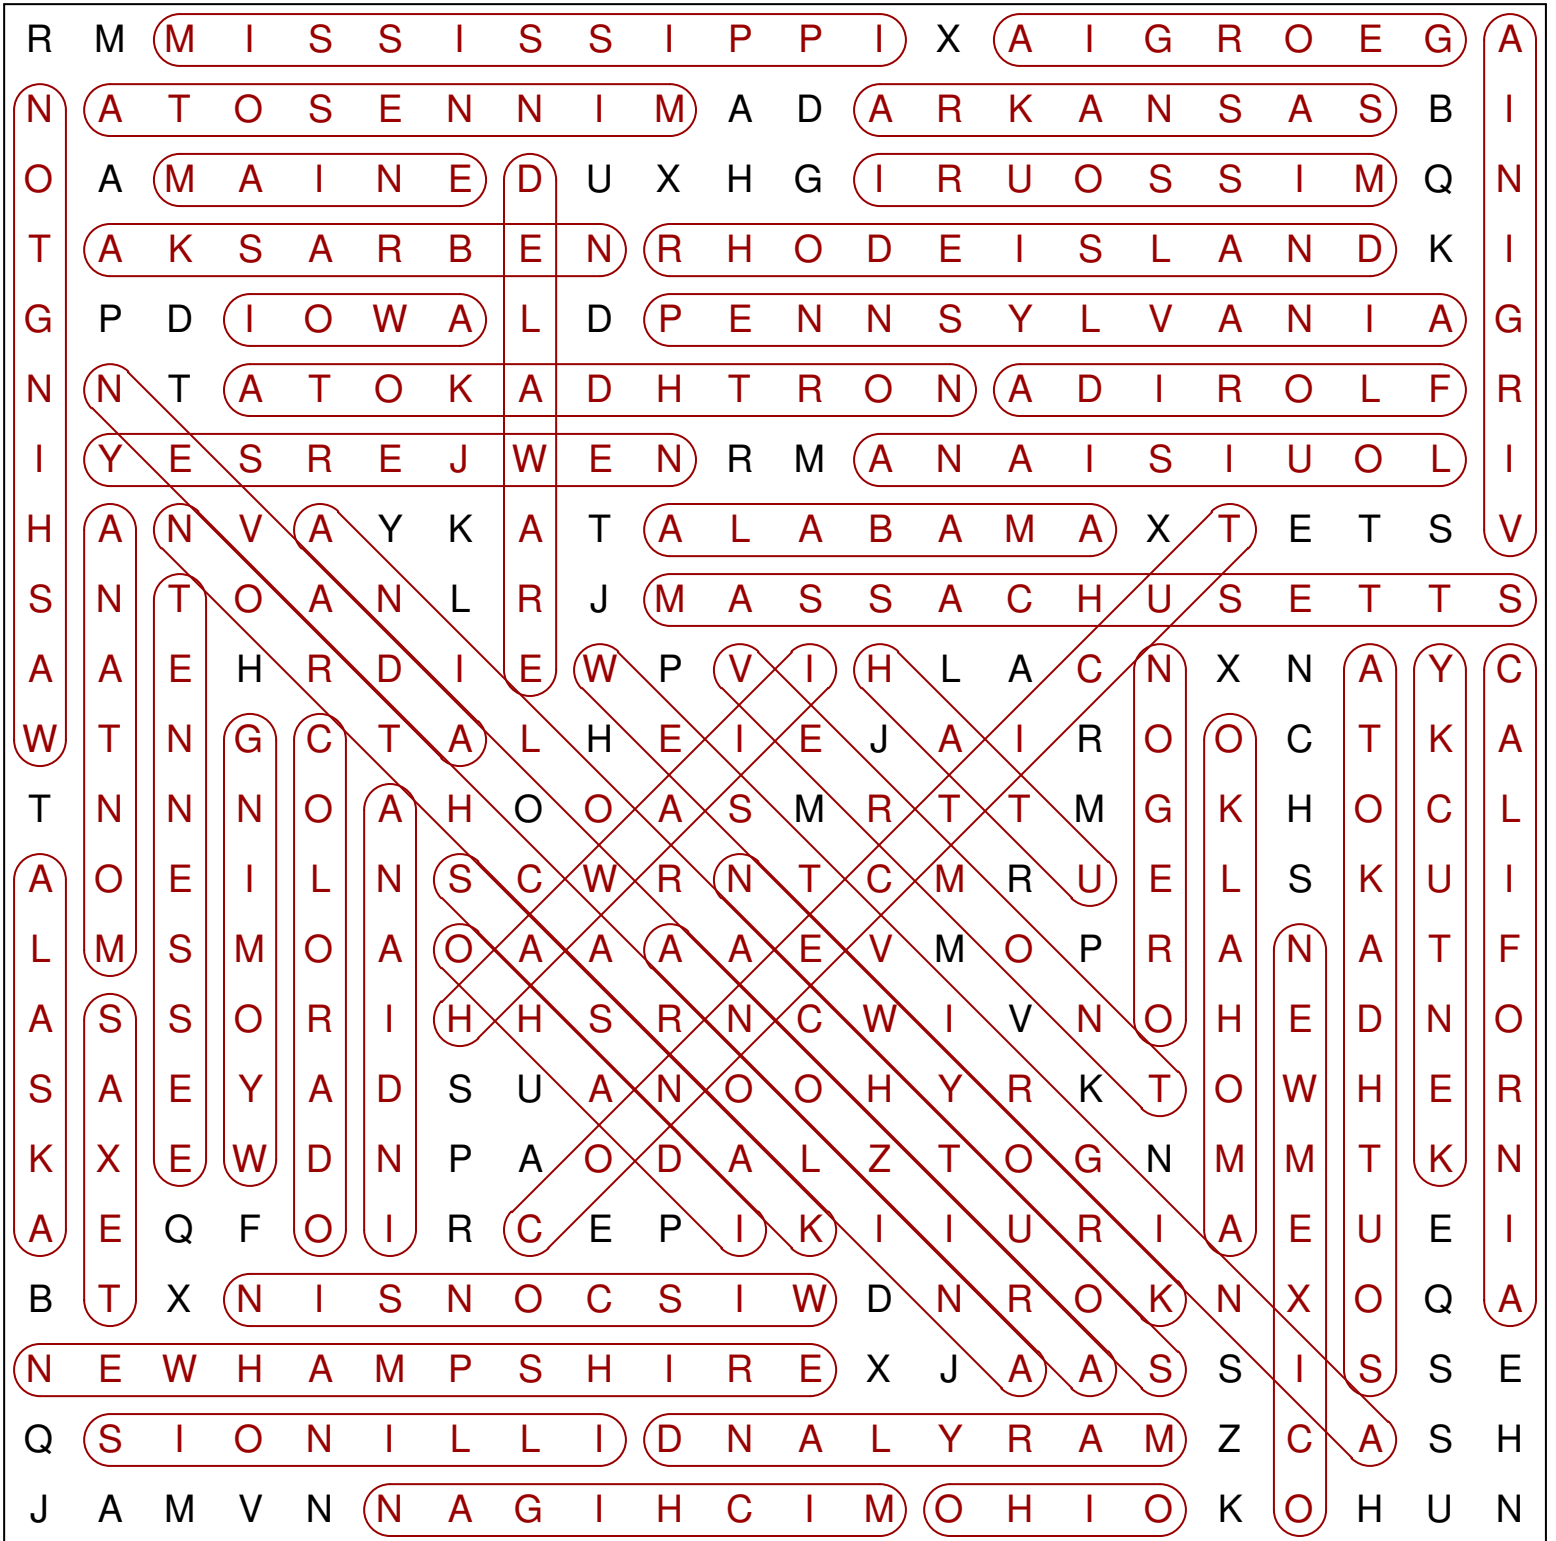 R M M I S S I S S I P P I X A I G R O E G A
N A T O S E N N I M A D A R K A N S A S B I
O A M A I N E D U X H G I R U O S S I M Q N
T A K S A R B E N R H O D E I S L A N D K I
G P D I O W A L D P E N N S Y L V A N I A G
N N T A T O K A D H T R O N A D I R O L F R
I Y E S R E J W E N R M A N A I S I U O L I
H A N V A Y K A T A L A B A M A X T E T S V
S N T O A N L R J M A S S A C H U S E T T S
A A E H R D I E W P V I H L A C N X N A Y C
W T N G C T A L H E I E J A I R O O C T K A
T N N N O A H O O A S M R T T M G K H O C L
A O E I L N S C W R N T C M R U E L S K U I
L M S M O A O A A A A E V M O P R A N A T F
A S S O R I H H S R N C W I V N O H E D N O
S A E Y A D S U A N O O H Y R K T O W H E R
K X E W D N P A O D A L Z T O G N M M T K N
A E Q F O I R C E P I K I I U R I A E U E I
B T X N I S N O C S I W D N R O K N X O Q A
N E W H A M P S H I R E X J A A S S I S S E
Q S I O N I L L I D N A L Y R A M Z C A S H
J A M V N N A G I H C I M O H I O K O H U N